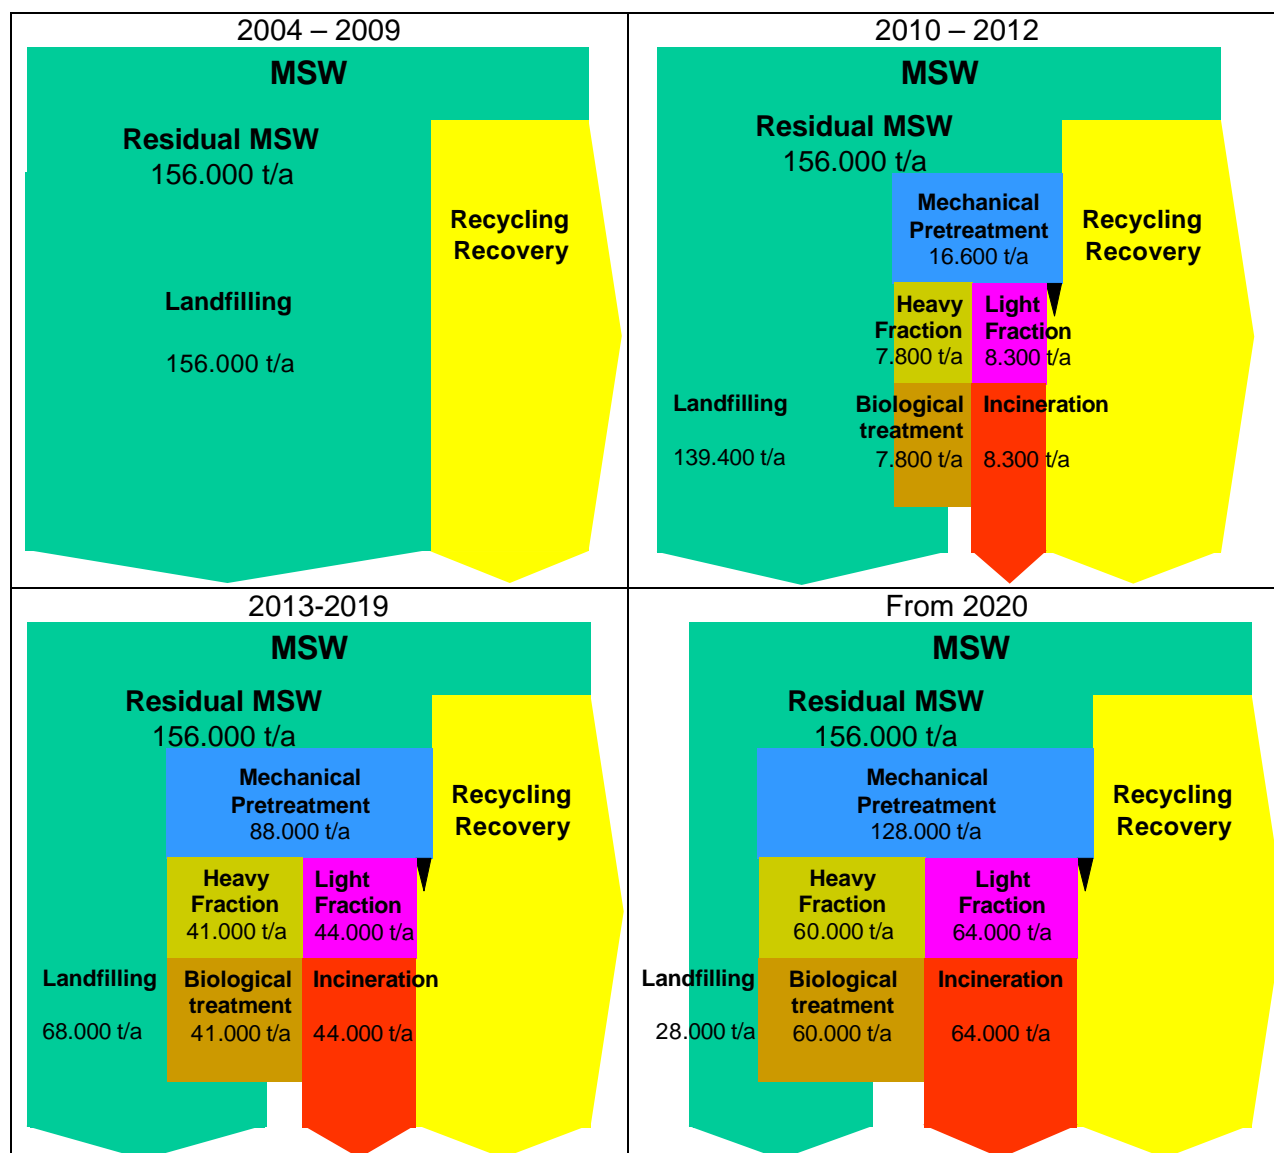 2004 – 2009
MSW
Residual MSW
156.000 t/a
Recycling
Recovery
Landfilling
156.000 t/a
2010 – 2012
MSW
Residual MSW
156.000 t/a
Mechanical
Pretreatment
16.600 t/a
Recycling
Recovery
Heavy
Fraction
7.800 t/a
Light
Fraction
8.300 t/a
Landfilling
139.400 t/a
Biological
treatment
7.800 t/a
Incineration
8.300 t/a
2013-2019
MSW
Residual MSW
156.000 t/a
Mechanical
Pretreatment
88.000 t/a
Recycling
Recovery
Heavy
Fraction
41.000 t/a
Light
Fraction
44.000 t/a
Landfilling
68.000 t/a
Biological
treatment
41.000 t/a
Incineration
44.000 t/a
From 2020
MSW
Residual MSW
156.000 t/a
Mechanical
Pretreatment
128.000 t/a
Recycling
Recovery
Heavy
Fraction
60.000 t/a
Light
Fraction
64.000 t/a
Landfilling
28.000 t/a
Biological
treatment
60.000 t/a
Incineration
64.000 t/a